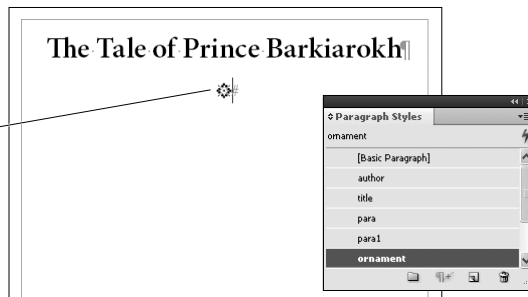 The Tale of Prince Barkiarokh¶
#
Paragraph Styles
ornament
[Basic Paragraph]
author
title
para
para1
ornament